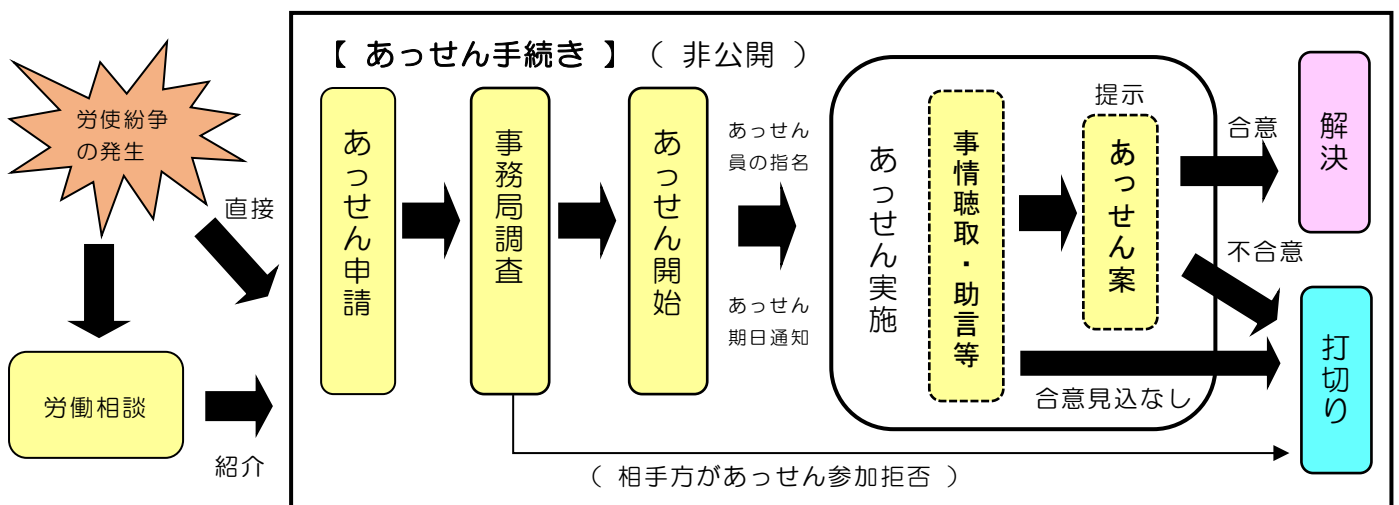 【 あっせん手続き 】（ 非公開 ）
労使紛争
の発生
直接
労働相談
紹介
あっせん申請
事務局調査
あっせん開始
あっせん
員の指名
あっせん
期日通知
あっせん実施
事情聴取・助言等
提示
あっせん案
合意
不合意
合意見込なし
解決
打切り
（ 相手方があっせん参加拒否 ）